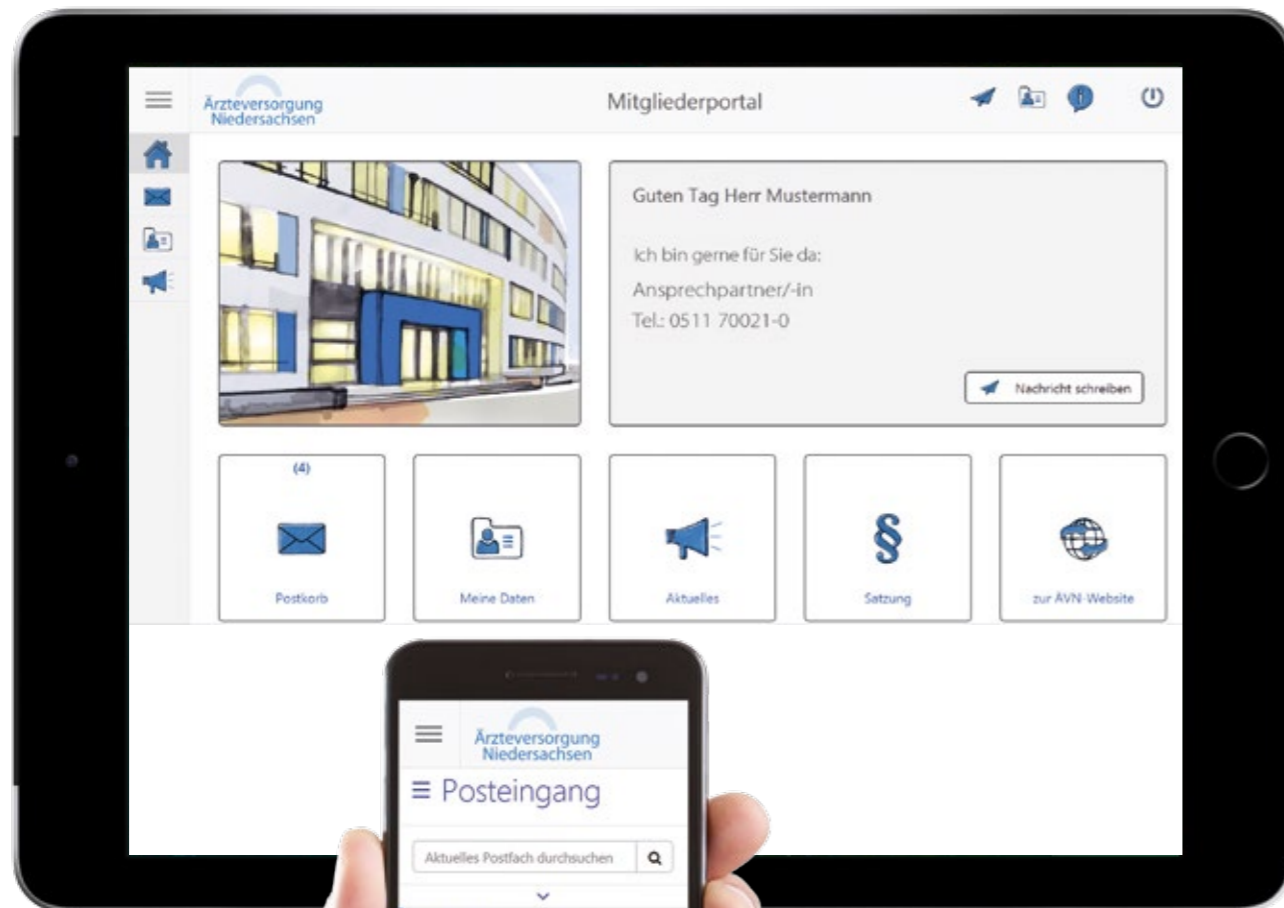 Ärzteversorgung
Niedersachsen
Mitgliederportal
Guten Tag Herr Mustermann
Ich bin gerne für Sie da:
Ansprechpartner/-in
Tel.: 0511 70021-0
Nachricht schreiben
(4)
Postkorb
Meine Daten
Aktuelles
§
Satzung
zur ÄVN-Website
Ärzteversorgung
Niedersachsen
Posteingang
Aktuelles Postfach durchsuchen